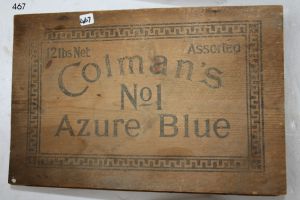 467
467
12lbs Net Assorted
Colman's
No1
Azure Blue